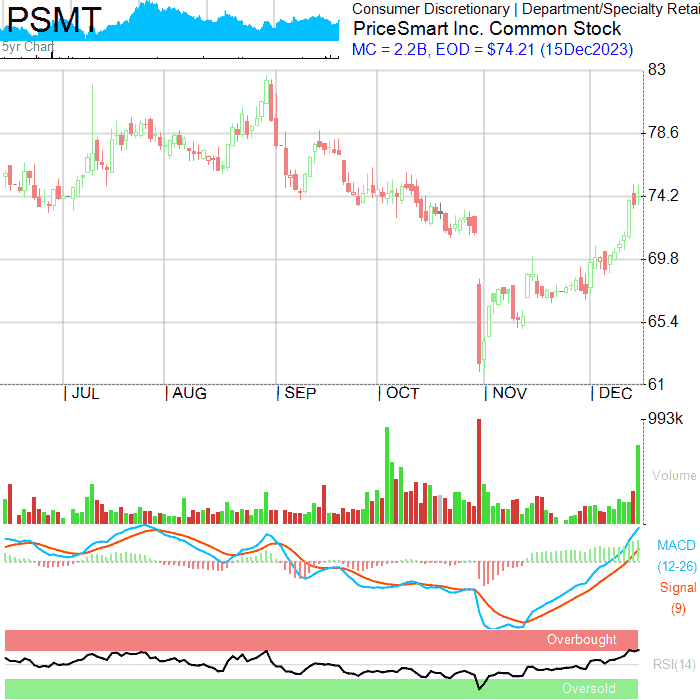 PSMT
5yr Chart
Consumer Discretionary | Department/Specialty Retai
PriceSmart Inc. Common Stock
MC = 2.2B, EOD = $74.21 (15Dec2023)
83
78.6
74.2
69.8
65.4
61
| JUL | AUG | SEP | OCT | NOV | DEC
993k
Volume
MACD
(12-26)
Signal
(9)
Overbought
RSI(14)
Oversold